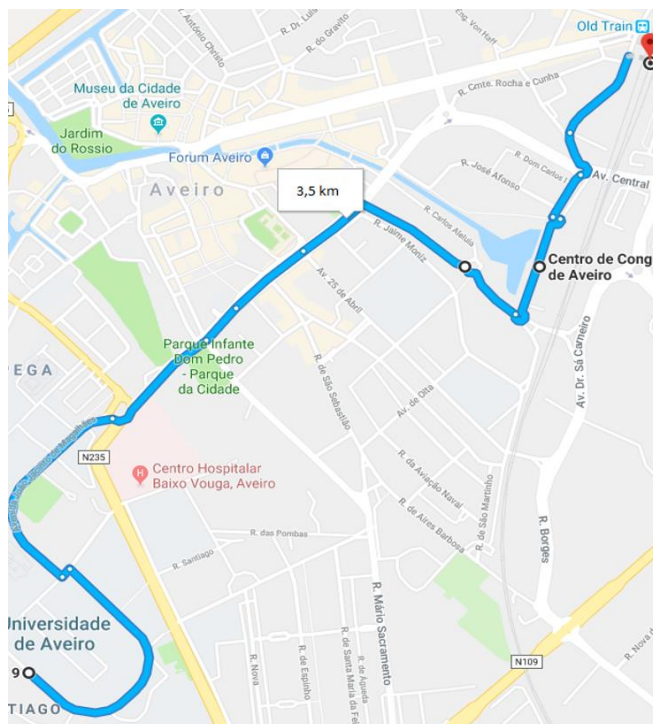 Old Train
R. Dr. Luis
R. António Christo
R. do Gravito
Eng. Von Haff
Museu da Cidade
de Aveiro
R. Cmte. Rocha e Cunha
Jardim
do Rossio
Forum Aveiro
R. José Afonso
R. Dom Carlos I
Av. Central
Aveiro
3,5 km
R. Carlos Aleluia
R. Jaime Moniz
Centro de Cong
de Aveiro
Av. 25 de Abril
Av. Dr. Sá Carneiro
Parque Infante
Dom Pedro
- Parque
da Cidade
PEGA
R. de São Sebastião
Av. de Oita
N235
Centro Hospitalar
Baixo Vouga, Aveiro
R. da Aviação Naval
R. de São Martinho
R. de Aires Barbosa
R. das Pombas
R. Santiago
R. Borges
R. Mário Sacramento
Universidade
de Aveiro
9
TIAGO
R. Nova
R. de Espinho
R. de Santa Maria da Fei
R. de Águeda
N109
R. Nova d